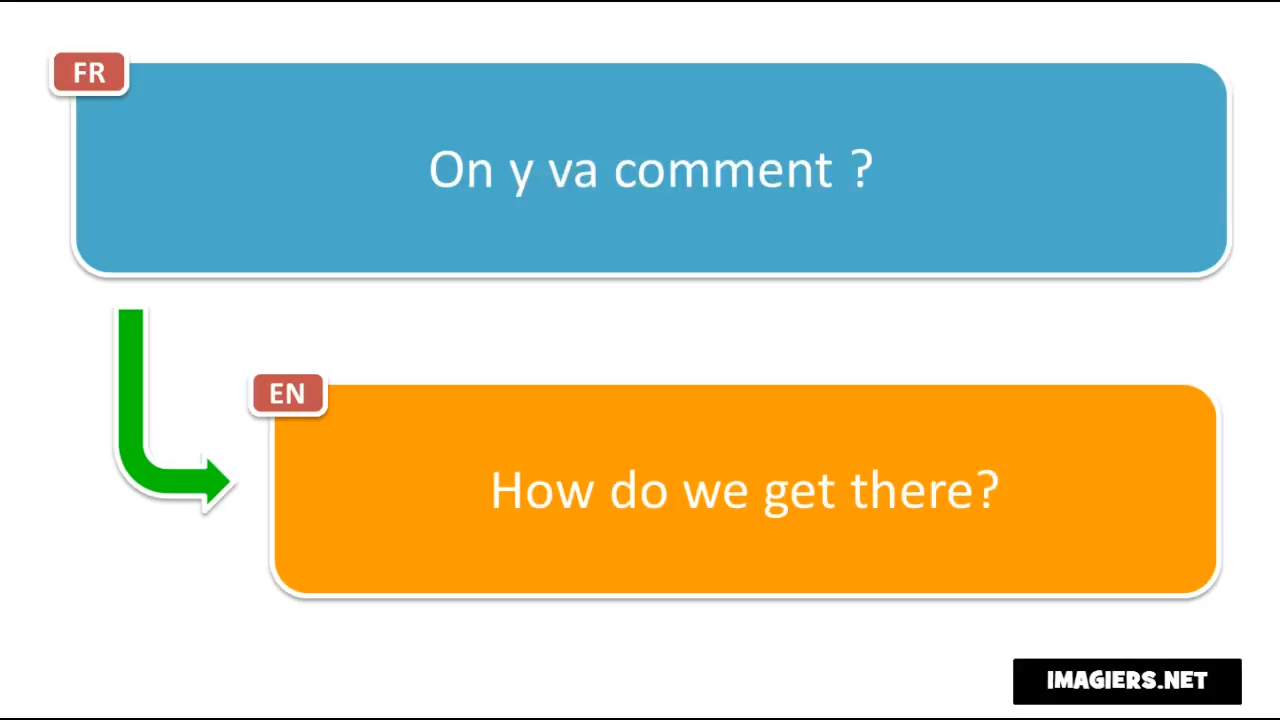 FR
On y va comment ?
EN
How do we get there?
IMAGIERS.NET